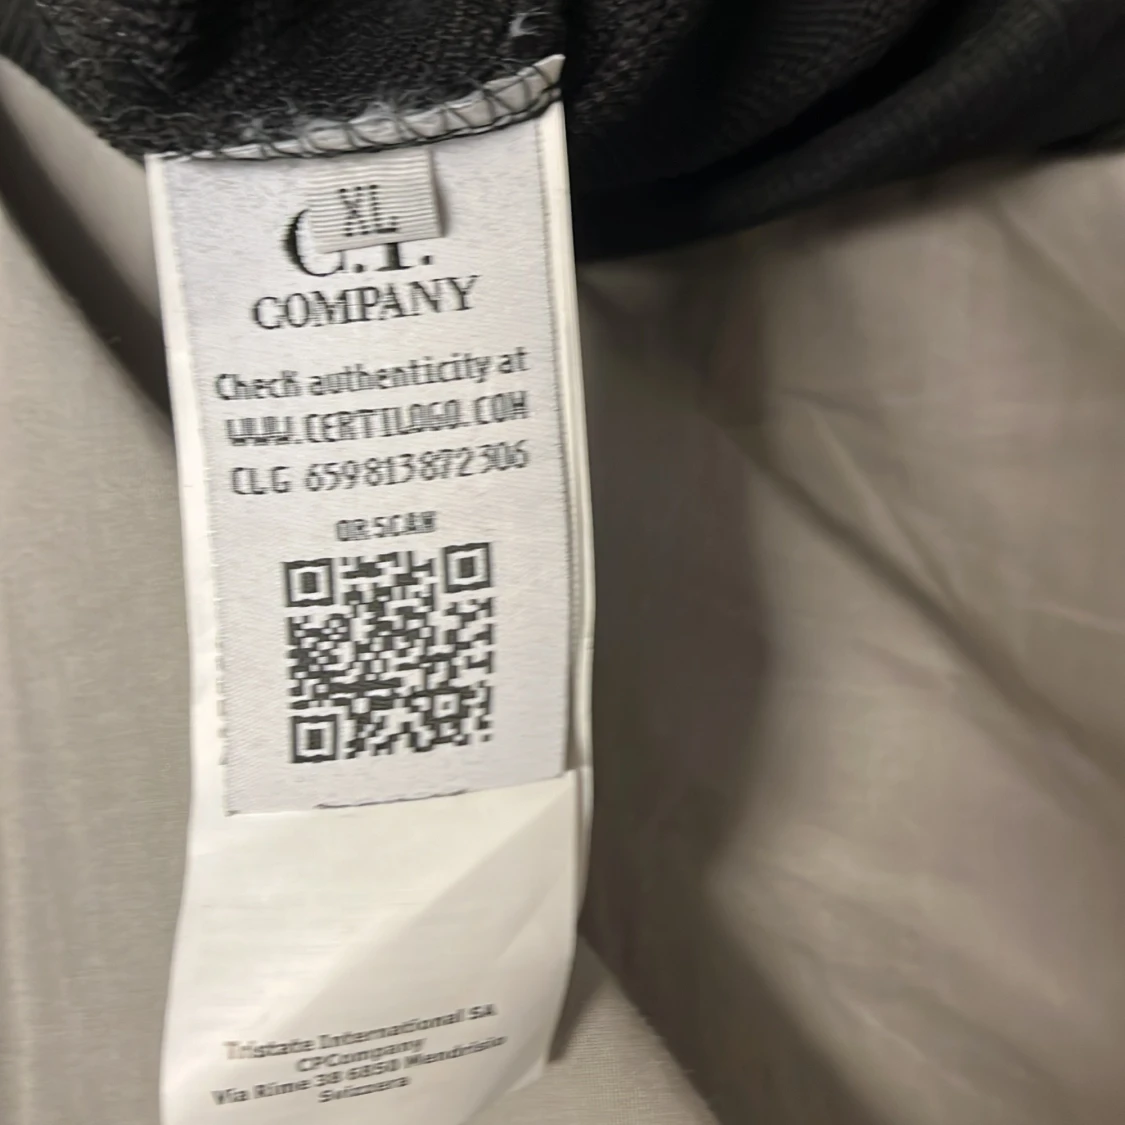 XL
COMPANY
Check authenticity at
WWW.CERTILOGO.COM
CLG 659813872306
OR SCAN
Tristate International SA
CPCompany
Via Rime 38 6850 Mendrisio
Svizzera